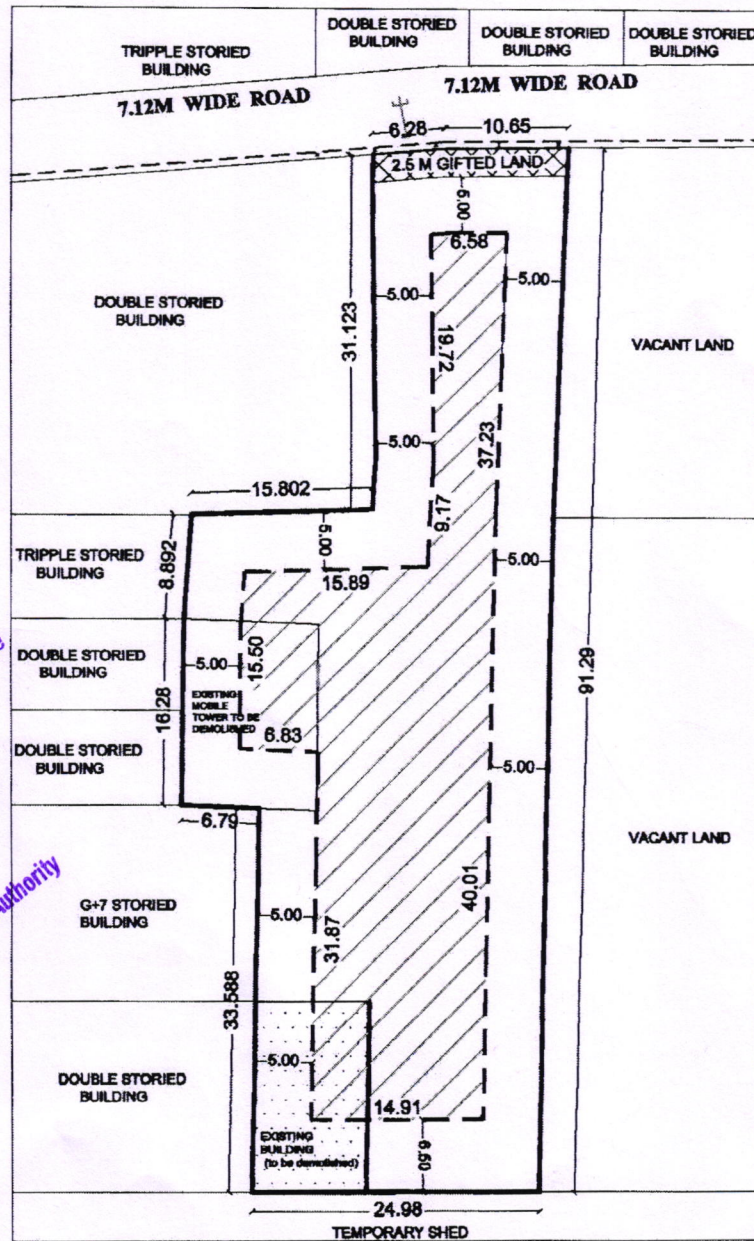 TRIPPLE STORIED
BUILDING
DOUBLE STORIED
BUILDING
DOUBLE STORIED
BUILDING
DOUBLE STORIED
BUILDING
7.12M WIDE ROAD
7.12M WIDE ROAD
6.28
10.65
2.5 M GIFTED LAND
5.00
6.58
5.00
5.00
DOUBLE STORIED
BUILDING
31.123
19.72
VACANT LAND
37.23
5.00
15.802
9.17
5.00
TRIPPLE STORIED
BUILDING
8.892
15.89
5.00
DOUBLE STORIED
BUILDING
16.28
5.00
15.50
EXISTING
MOBILE
TOWER TO BE
DEMOLISHED
6.83
91.29
DOUBLE STORIED
BUILDING
5.00
6.79
VACANT LAND
G+7 STORIED
BUILDING
Authority
5.00
31.87
40.01
33.588
DOUBLE STORIED
BUILDING
5.00
14.91
EXISTING
BUILDING
(to be demolished)
6.50
24.98
TEMPORARY SHED